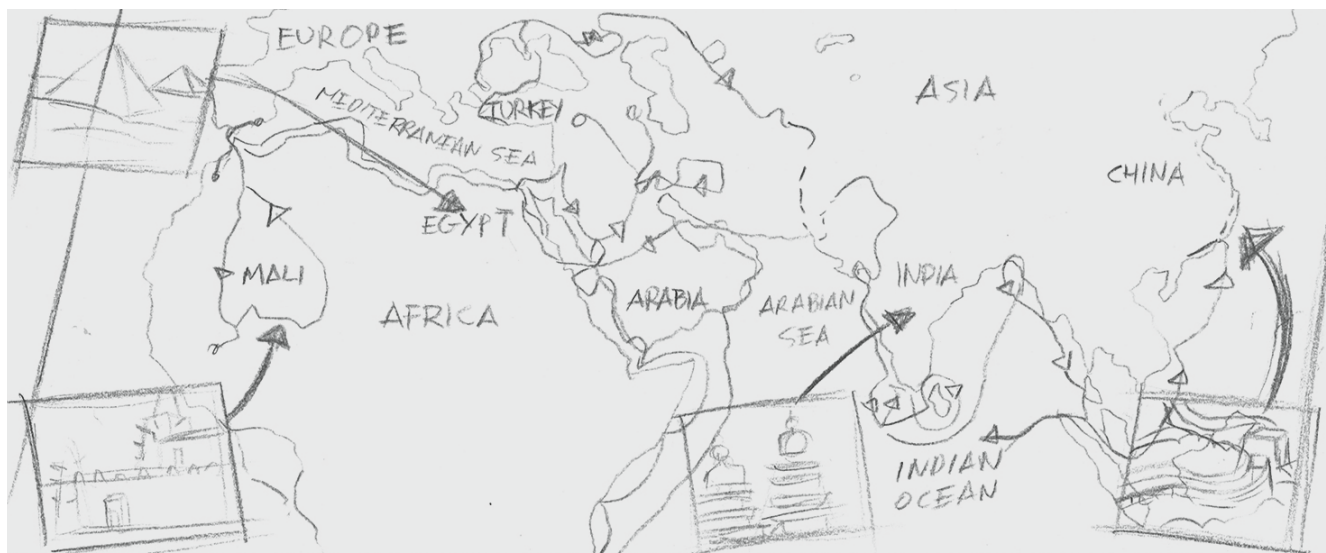 EUROPE
MEDITERRANEAN SEA
TURKEY
ASIA
CHINA
EGYPT
MALI
AFRICA
ARABIA
ARABIAN
SEA
INDIA
INDIAN
OCEAN